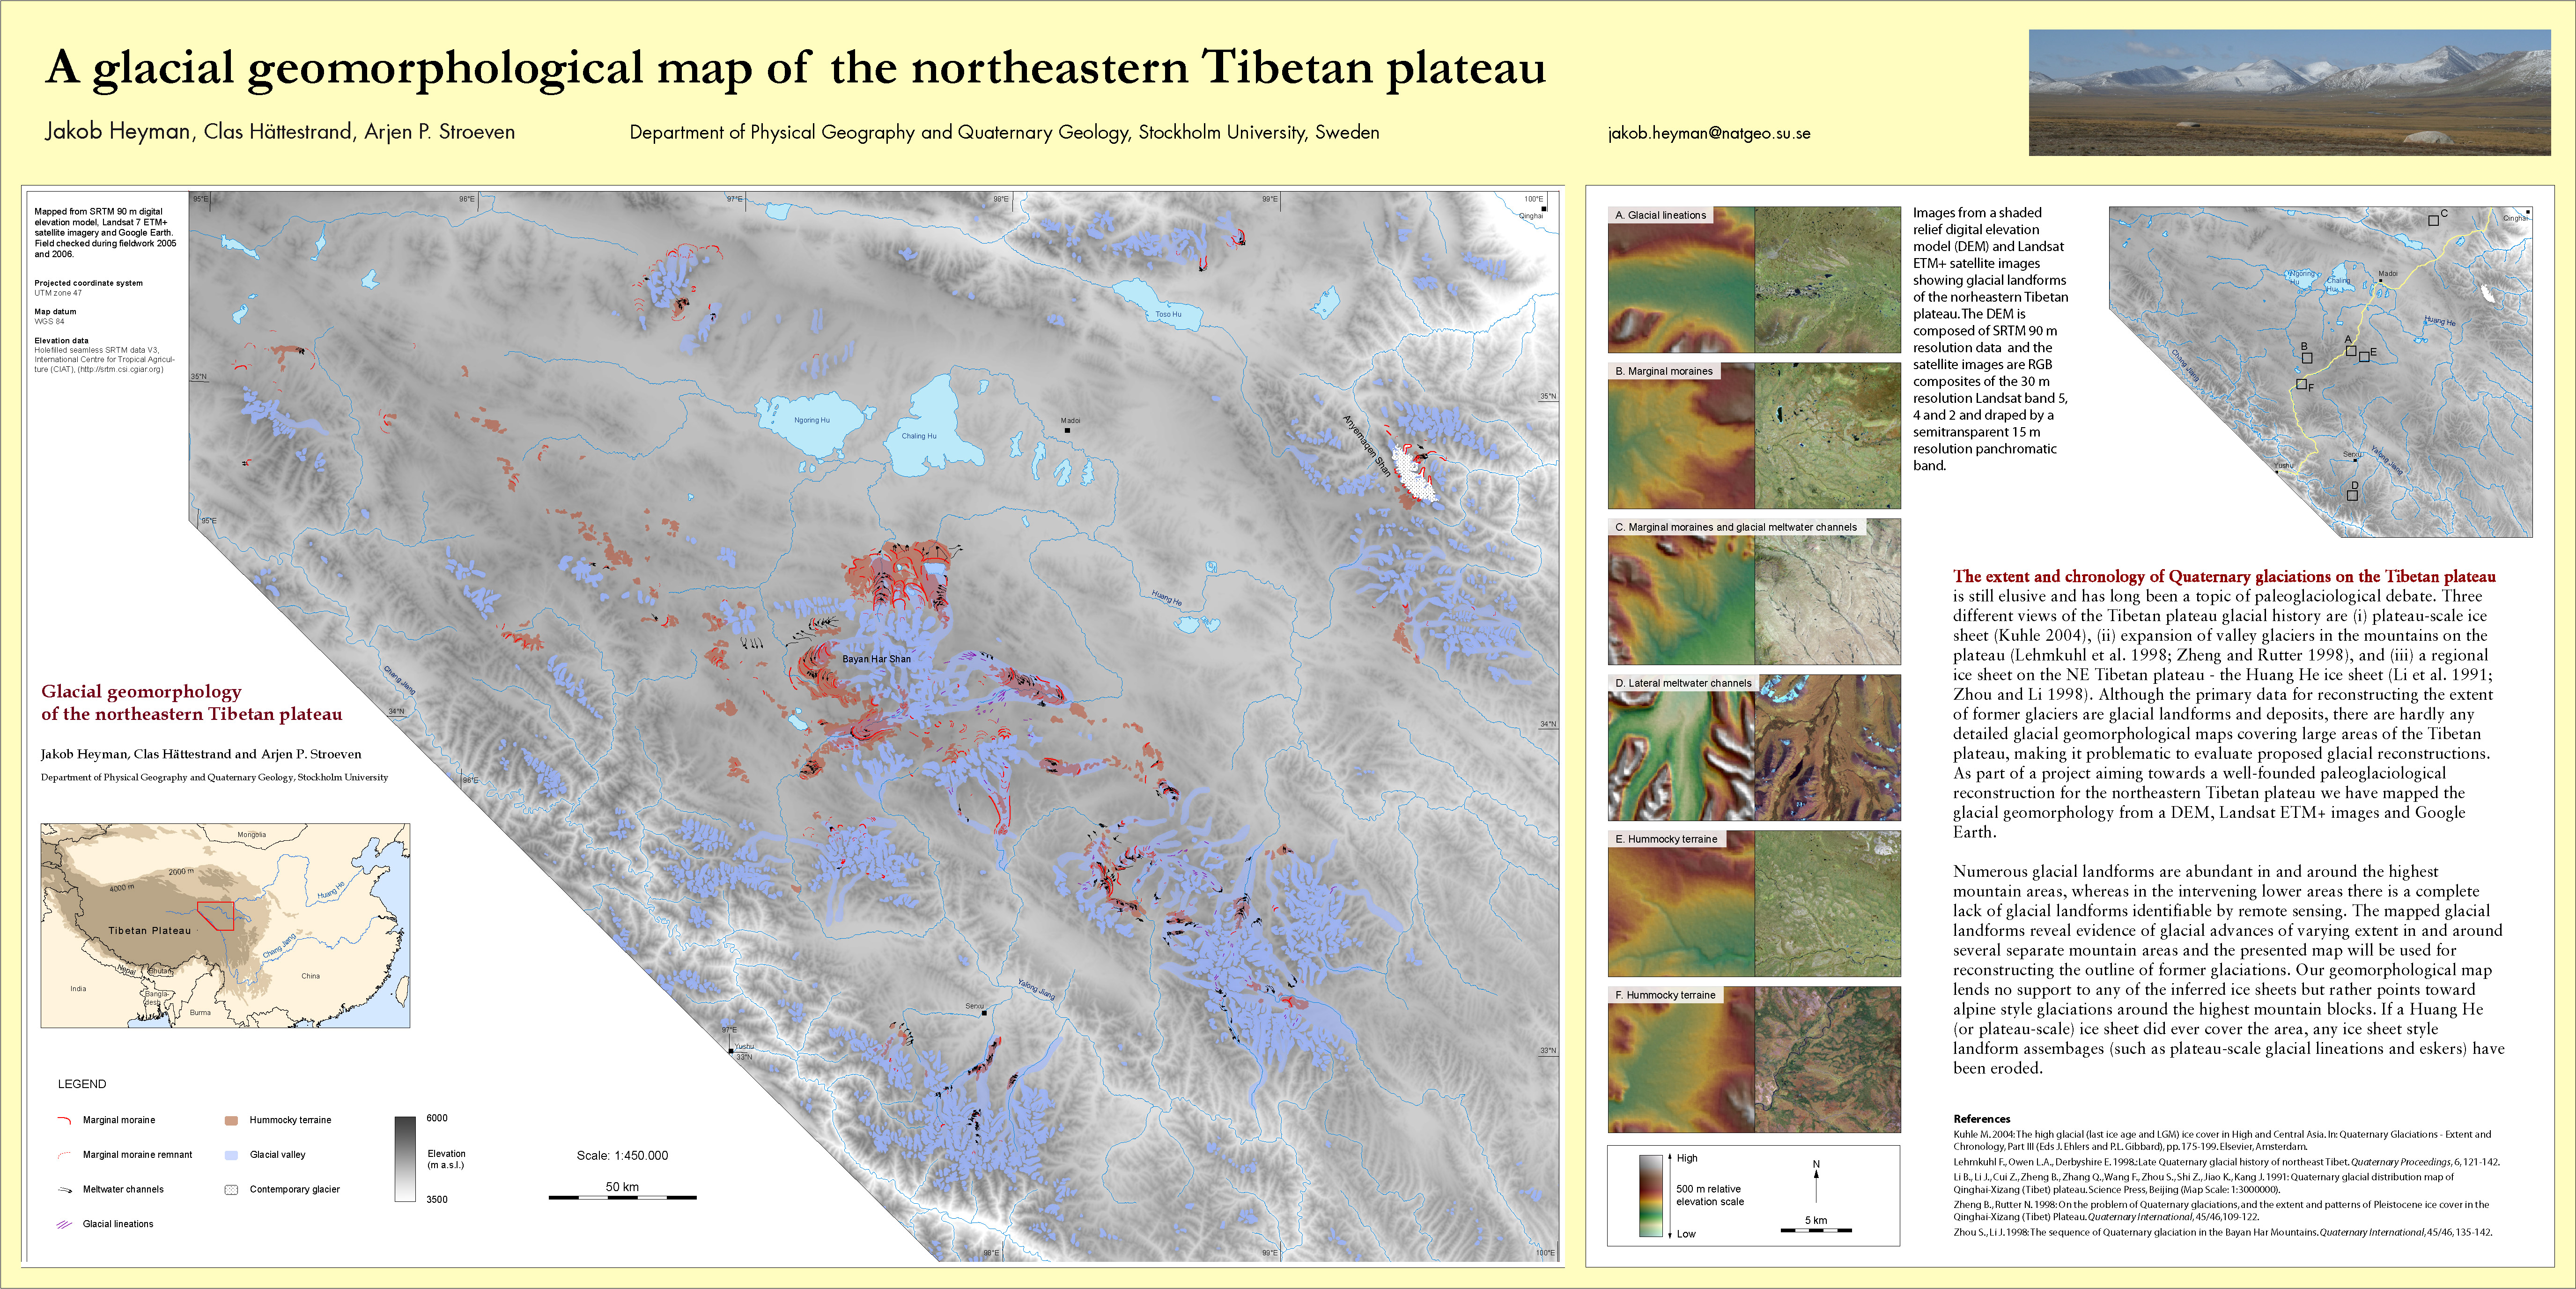 A glacial geomorphological map of the northeastern Tibetan plateau
Jakob Heyman, Clas Hättestrand, Arjen P. Stroeven
Department of Physical Geography and Quaternary Geology, Stockholm University, Sweden
jakob.heyman@natgeo.su.se
Mapped from SRTM 90 m digital
elevation model, Landsat 7 ETM+
satellite imagery and Google Earth.
Field checked during fieldwork 2005
and 2006.
Projected coordinate system
UTM zone 47
Map datum
WGS 84
Elevation data
Holefilled seamless SRTM data V3,
International Centre for Tropical Agricul-
ture (CIAT), (http://srtm.csi.cgiar.org)
95°E
96°E
97°E
98°E
99°E
100°E
Qinghai
Toso Hu
35°N
35°N
Ngoring Hu
Chaling Hu
Madoi
Anyemaqen Shan
95°E
Huang He
Bayan Har Shan
Chang Jiang
34°N
34°N
96°E
Yalong Jiang
Serxu
97°E
Yushu
33°N
33°N
98°E
99°E
100°E
Glacial geomorphology
of the northeastern Tibetan plateau
Jakob Heyman, Clas Hättestrand and Arjen P. Stroeven
Department of Physical Geography and Quaternary Geology, Stockholm University
Mongolia
2000 m
4000 m
Huang He
Tibetan Plateau
Chang Jiang
Nepal
Bhutan
China
India
Bangla-
desh
Burma
LEGEND
Marginal moraine
Marginal moraine remnant
Meltwater channels
Glacial lineations
Hummocky terraine
Glacial valley
Contemporary glacier
6000
Elevation
(m a.s.l.)
3500
Scale: 1:450.000
50 km
A. Glacial lineations
B. Marginal moraines
C. Marginal moraines and glacial meltwater channels
D. Lateral meltwater channels
E. Hummocky terraine
F. Hummocky terraine
High
500 m relative
elevation scale
Low
N
5 km
Images from a shaded
relief digital elevation
model (DEM) and Landsat
ETM+ satellite images
showing glacial landforms
of the norheastern Tibetan
plateau. The DEM is
composed of SRTM 90 m
resolution data and the
satellite images are RGB
composites of the 30 m
resolution Landsat band 5,
4 and 2 and draped by a
semitransparent 15 m
resolution panchromatic
band.
C
Qinghai
Ngoring
Hu
Chaling
Hu
Madoi
Huang He
A
B
E
F
Chang Jiang
Serxu
Yalong Jiang
Yushu
D
The extent and chronology of Quaternary glaciations on the Tibetan plateau
is still elusive and has long been a topic of paleoglaciological debate. Three
different views of the Tibetan plateau glacial history are (i) plateau-scale ice
sheet (Kuhle 2004), (ii) expansion of valley glaciers in the mountains on the
plateau (Lehmkuhl et al. 1998; Zheng and Rutter 1998), and (iii) a regional
ice sheet on the NE Tibetan plateau - the Huang He ice sheet (Li et al. 1991;
Zhou and Li 1998). Although the primary data for reconstructing the extent
of former glaciers are glacial landforms and deposits, there are hardly any
detailed glacial geomorphological maps covering large areas of the Tibetan
plateau, making it problematic to evaluate proposed glacial reconstructions.
As part of a project aiming towards a well-founded paleoglaciological
reconstruction for the northeastern Tibetan plateau we have mapped the
glacial geomorphology from a DEM, Landsat ETM+ images and Google
Earth.
Numerous glacial landforms are abundant in and around the highest
mountain areas, whereas in the intervening lower areas there is a complete
lack of glacial landforms identifiable by remote sensing. The mapped glacial
landforms reveal evidence of glacial advances of varying extent in and around
several separate mountain areas and the presented map will be used for
reconstructing the outline of former glaciations. Our geomorphological map
lends no support to any of the inferred ice sheets but rather points toward
alpine style glaciations around the highest mountain blocks. If a Huang He
(or plateau-scale) ice sheet did ever cover the area, any ice sheet style
landform assembages (such as plateau-scale glacial lineations and eskers) have
been eroded.
References
Kuhle M. 2004: The high glacial (last ice age and LGM) ice cover in High and Central Asia. In: Quaternary Glaciations - Extent and
Chronology, Part III (Eds J. Ehlers and P.L. Gibbard), pp. 175-199. Elsevier, Amsterdam.
Lehmkuhl F., Owen L.A., Derbyshire E. 1998: Late Quaternary glacial history of northeast Tibet. Quaternary Proceedings, 6, 121-142.
Li B., Li J., Cui Z., Zheng B., Zhang Q., Wang F., Zhou S., Shi Z., Jiao K., Kang J. 1991: Quaternary glacial distribution map of
Qinghai-Xizang (Tibet) plateau. Science Press, Beijing (Map Scale: 1:3000000).
Zheng B., Rutter N. 1998: On the problem of Quaternary glaciations, and the extent and patterns of Pleistocene ice cover in the
Qinghai-Xizang (Tibet) Plateau. Quaternary International, 45/46, 109-122.
Zhou S., Li J. 1998: The sequence of Quaternary glaciation in the Bayan Har Mountains. Quaternary International, 45/46, 135-142.